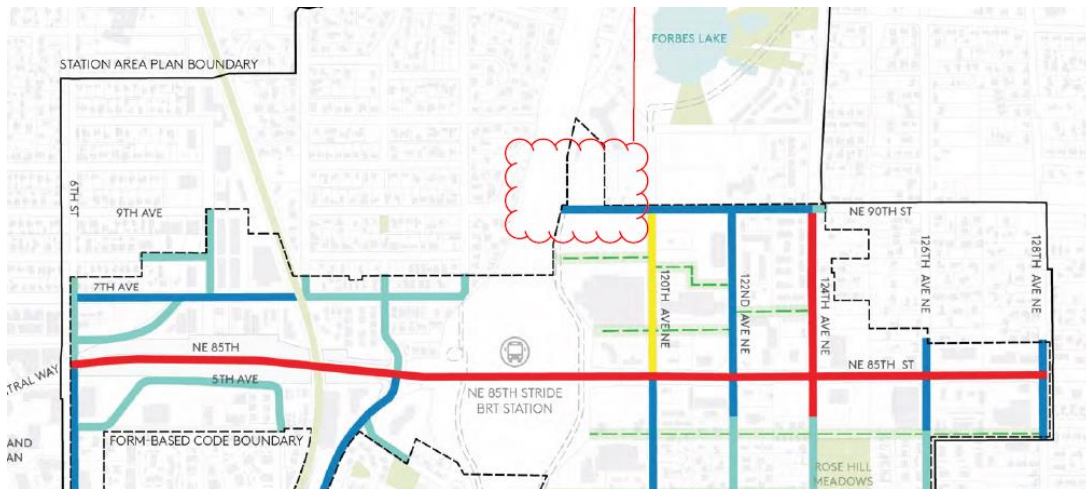 FORBES LAKE
STATION AREA PLAN BOUNDARY
6TH ST
9TH AVE
NE 90TH ST
126TH AVE NE
128TH AVE NE
7TH AVE
120TH AVE NE
122ND AVE NE
124TH AVE NE
NE 85TH
NE 85TH ST
TRAL WAY
5TH AVE
NE 85TH STRIDE
BRT STATION
AND
AN
FORM-BASED CODE BOUNDARY
ROSE HILL
MEADOWS